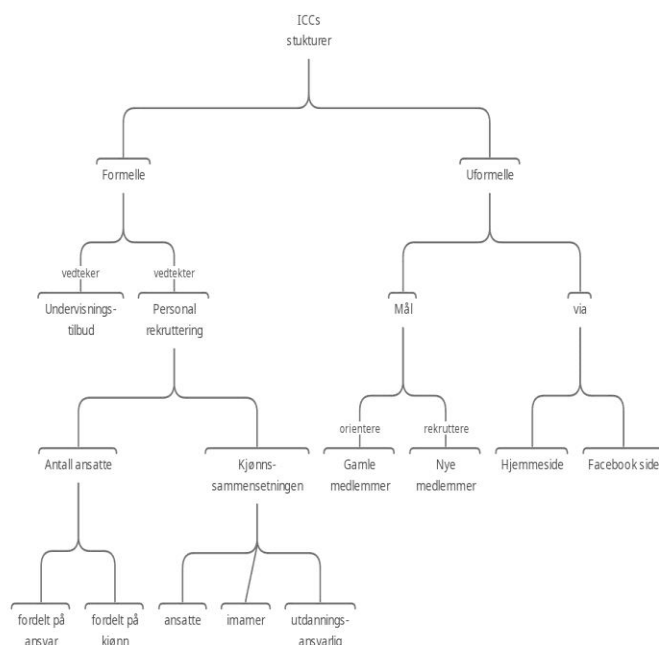 ICCs
stukturer
Formelle
Uformelle
vedteker
vedtekter
Undervisnings-
tilbud
Personal
rekruttering
Mål
via
orientere
rekruttere
Antall ansatte
Kjønns-
sammensetningen
Gamle
medlemmer
Nye
medlemmer
Hjemmeside
Facebook side
fordelt på
ansvar
fordelt på
kjønn
ansatte
imamer
utdannings-
ansvarlig